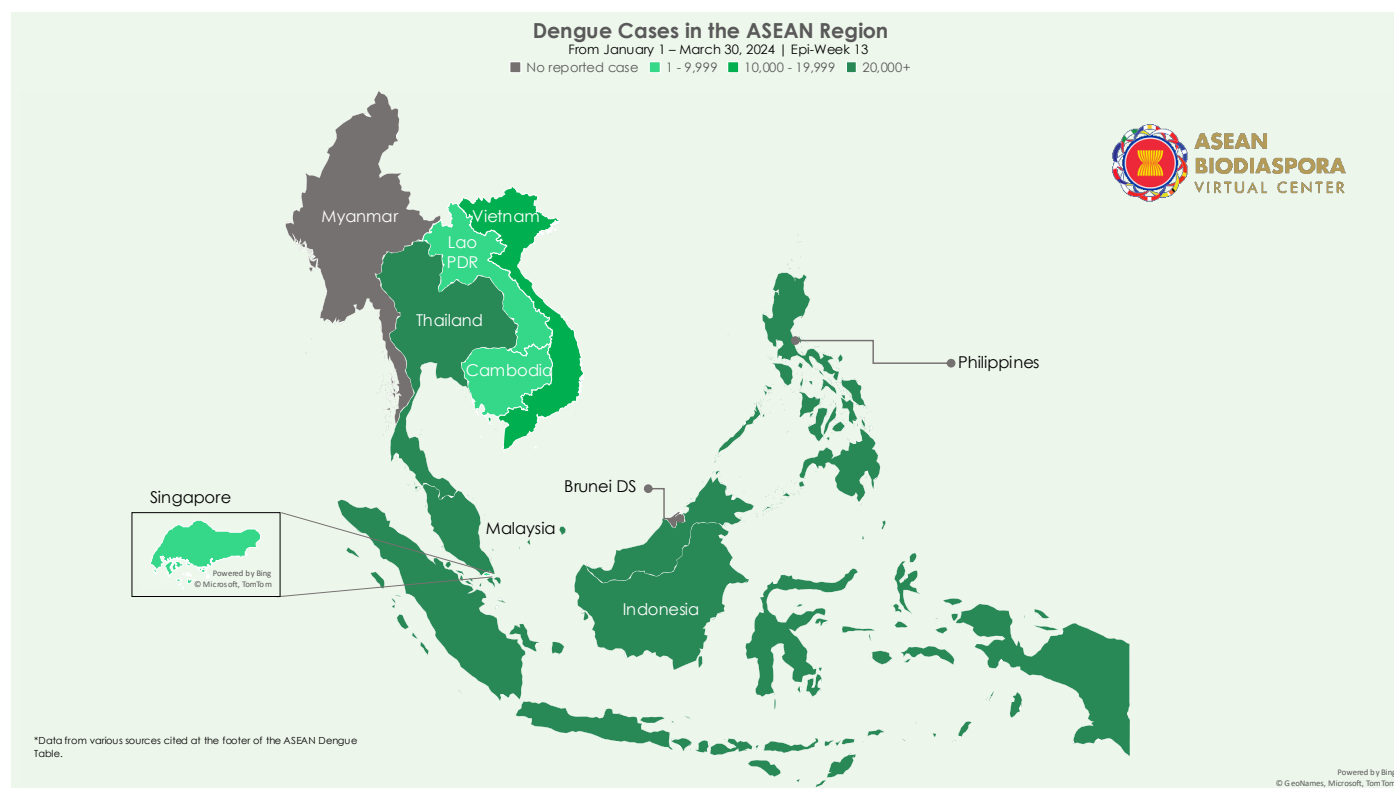 Dengue Cases in the ASEAN Region
From January 1 – March 30, 2024 | Epi-Week 13
No reported case 1 - 9,999 10,000 - 19,999 20,000+
ASEAN
BIODIASPORA
VIRTUAL CENTER
Myanmar
Vietnam
Lao
PDR
Thailand
Cambodia
Philippines
Brunei DS
Singapore
Malaysia
Powered by Bing
© Microsoft, TomTom
Indonesia
*Data from various sources cited at the footer of the ASEAN Dengue
Table.
Powered by Bing
© GeoNames, Microsoft, TomTom